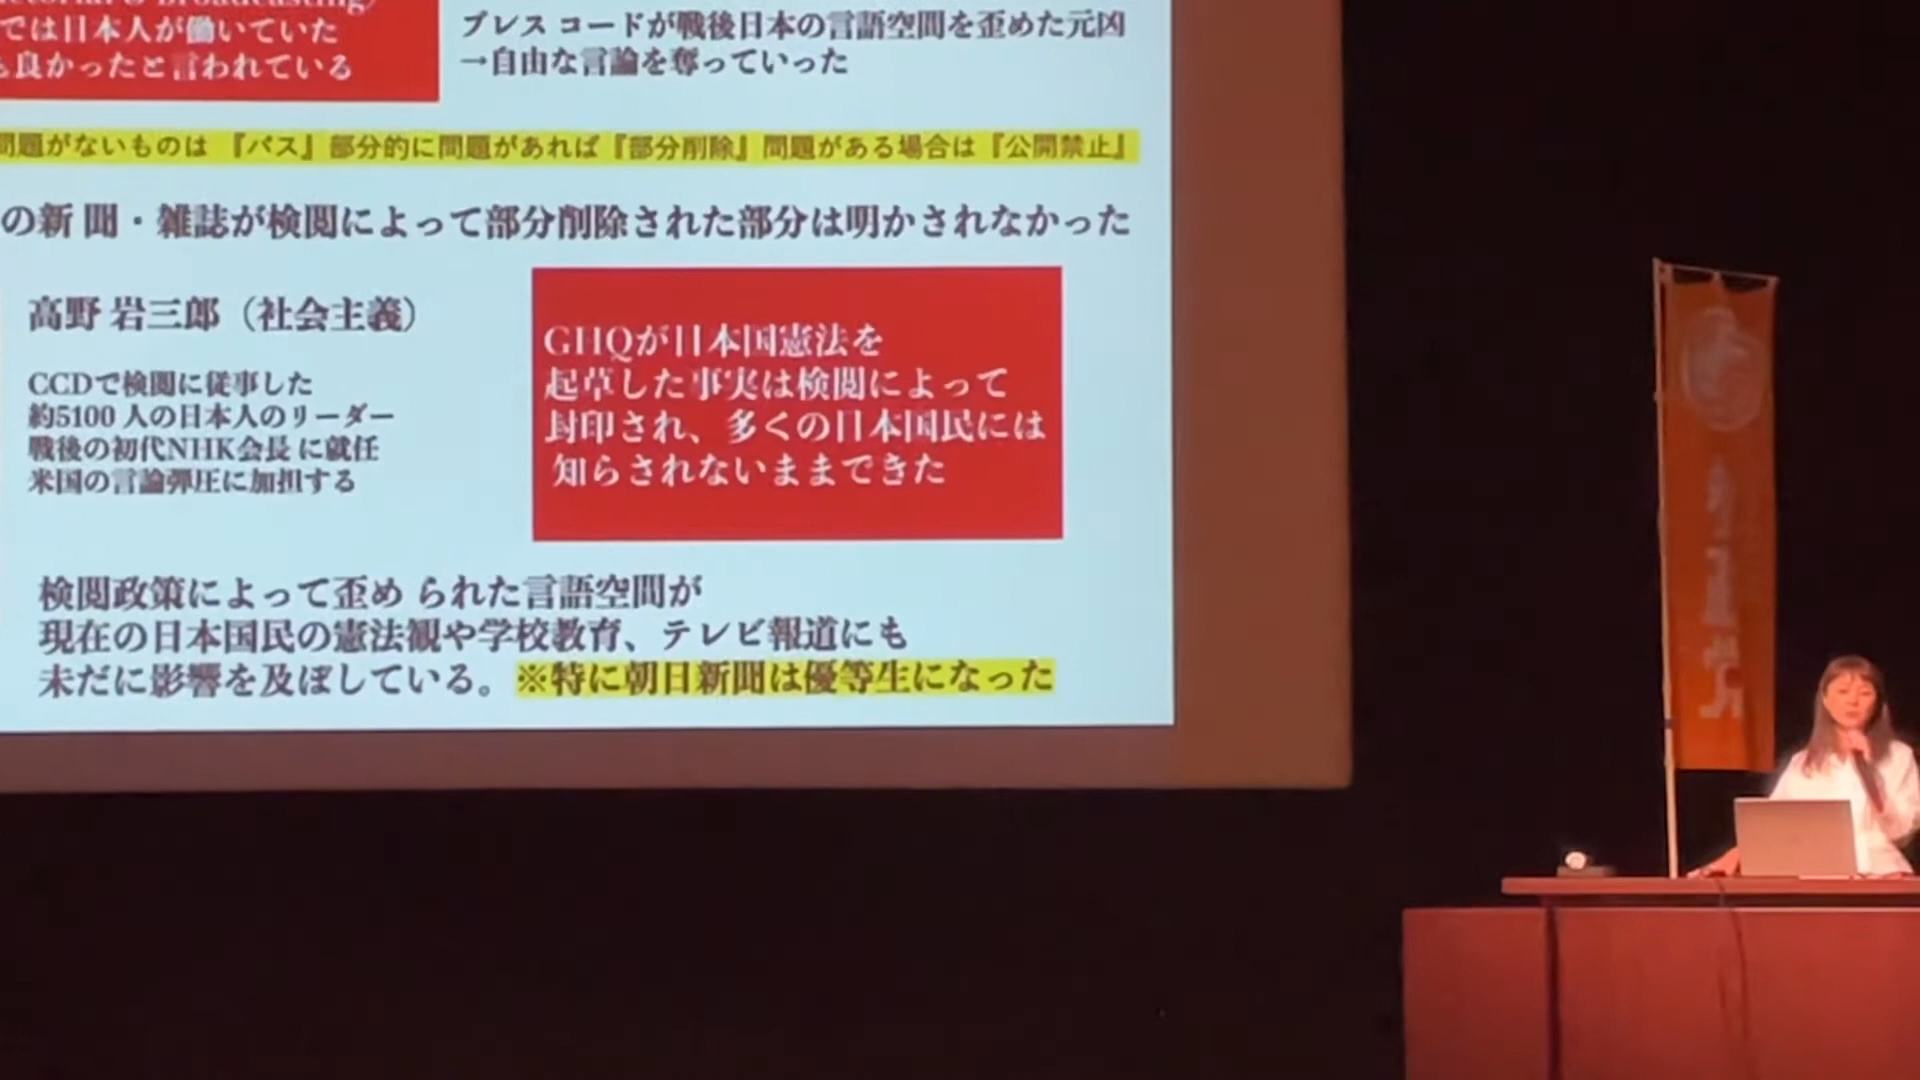 では日本人が働いていた
も良かったと言われている
プレス コードが戦後日本の言語空間を歪めた元凶
→自由な言論を奪っていった
問題がないものは 『パス』部分的に問題があれば『部分削除』問題がある場合は『公開禁止』
の新 聞・雑誌が検閲によって部分削除された部分は明かされなかった
高野 岩三郎（社会主義）
CCDで検閲に従事した
約5100 人の日本人のリーダー
戦後の初代NHK会長 に就任
米国の言論弾圧に加担する
GHQが日本国憲法を
起草した事実は検閲によって
封印され、多くの日本国民には
知らされないままできた
検閲政策によって歪め られた言語空間が
現在の日本国民の憲法観や学校教育、テレビ報道にも
未だに影響を及ぼしている。※特に朝日新聞は優等生になった